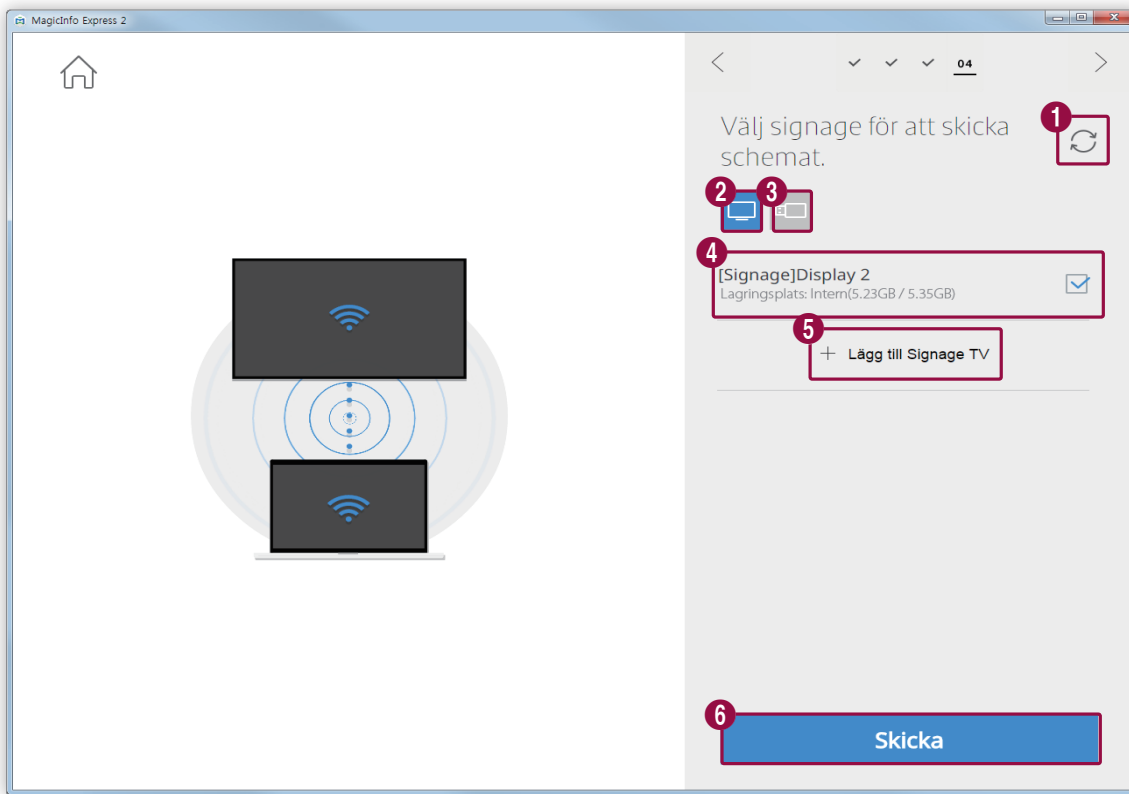 MagicInfo Express 2
04
Välj signage för att skicka
schemat.
1
2
3
4
[Signage]Display 2
Lagringsplats: Intern(5.23GB / 5.35GB)
5
+ Lägg till Signage TV
6
Skicka